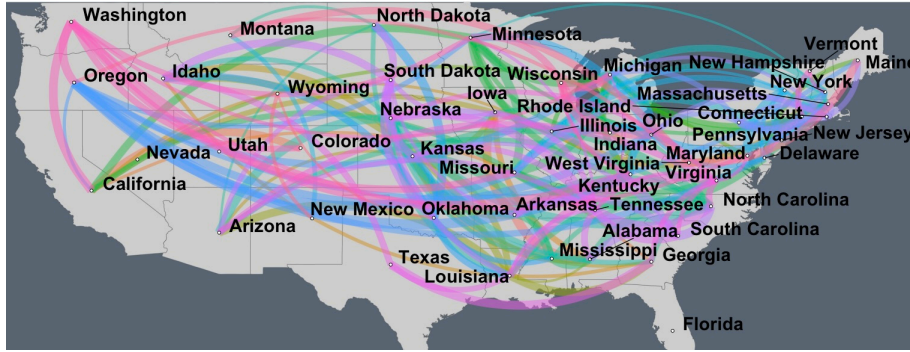 Washington
North Dakota
Montana
Minnesota
Vermont
Oregon
Idaho
Wyoming
South Dakota
Wisconsin
Michigan
New Hampshire
Maine
Nebraska
Iowa
Massachusetts
New York
Rhode Island
Connecticut
Illinois
Ohio
Indiana
Pennsylvania
New Jersey
Nevada
Utah
Colorado
Kansas
Missouri
West Virginia
Maryland
Delaware
Virginia
California
Kentucky
Arizona
New Mexico
Oklahoma
Arkansas
Tennessee
North Carolina
Alabama
South Carolina
Texas
Louisiana
Mississippi
Georgia
Florida